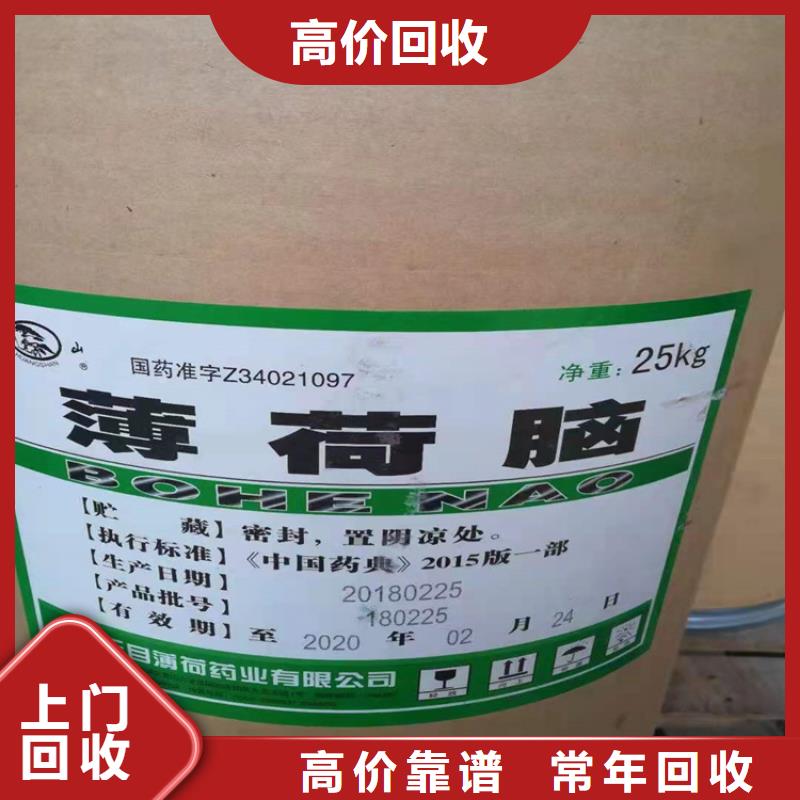 高价回收
山
®
HUANGSHAN
国药准字Z34021097
净重:25kg
薄荷脑
BOHE NAO
【贮 藏】密封,置阴凉处。
【执行标准】《中国药典》2015版一部
【生产日期】 20180225
【产品批号】 180225
【有 效 期】至 2020 年 02 月 24 日
目薄荷药业有限公司
上门
回收
高价靠谱 常年回收